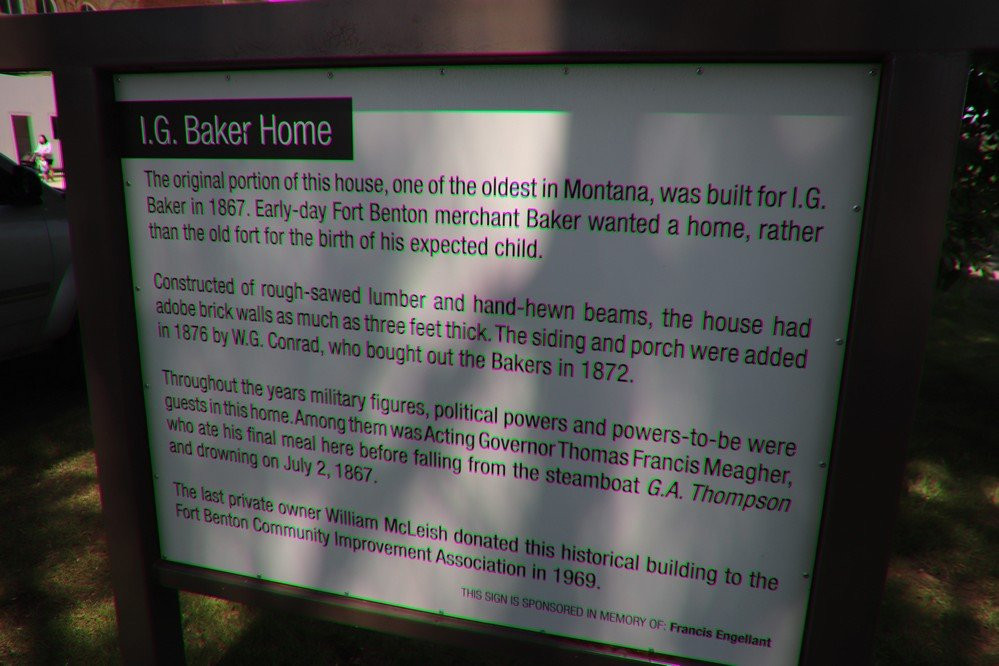 I.G. Baker Home
The original portion of this house, one of the oldest in Montana, was built for I.G.
Baker in 1867. Early-day Fort Benton merchant Baker wanted a home, rather
than the old fort for the birth of his expected child.
Constructed of rough-sawed lumber and hand-hewn beams, the house had
adobe brick walls as much as three feet thick. The siding and porch were added
in 1876 by W.G. Conrad, who bought out the Bakers in 1872.
Throughout the years military figures, political powers and powers-to-be were
guests in this home. Among them was Acting Governor Thomas Francis Meagher,
who ate his final meal here before falling from the steamboat G.A. Thompson
and drowning on July 2, 1867.
The last private owner William McLeish donated this historical building to the
Fort Benton Community Improvement Association in 1969.
THIS SIGN IS SPONSORED IN MEMORY OF: Francis Engellant